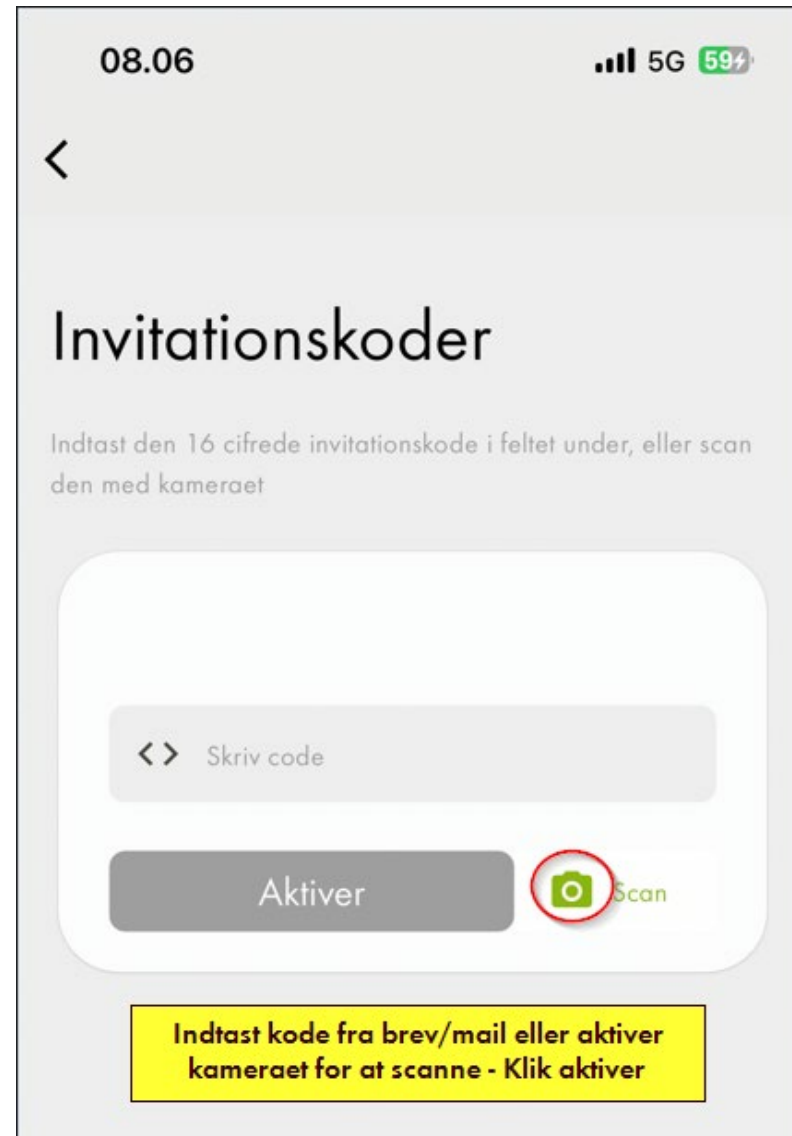 08.06
5G 59
Invitationskoder
Indtast den 16 cifrede invitationskode i feltet under, eller scan
den med kameraet
Skriv code
Aktiver
Scan
Indtast kode fra brev/mail eller aktiver
kameraet for at scanne - Klik aktiver